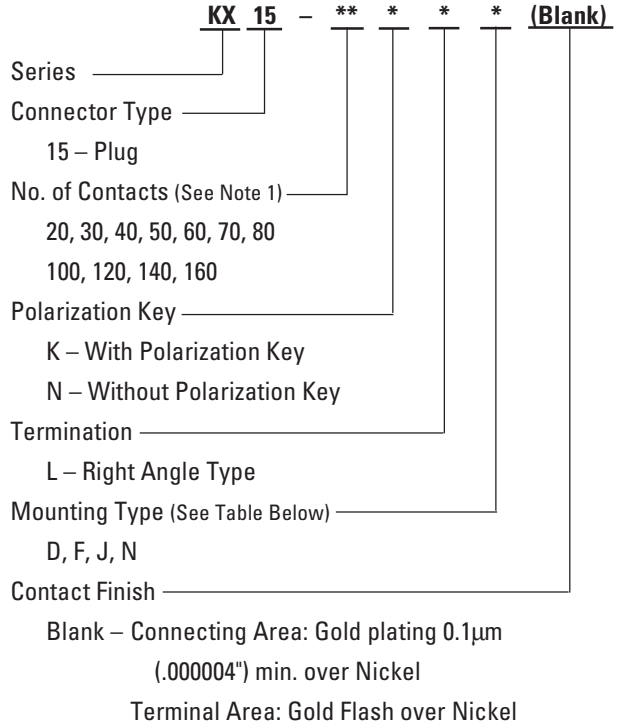 KX 15 – ** * * * (Blank)
Series
Connector Type
15 – Plug
No. of Contacts (See Note 1)
20, 30, 40, 50, 60, 70, 80
100, 120, 140, 160
Polarization Key
K – With Polarization Key
N – Without Polarization Key
Termination
L – Right Angle Type
Mounting Type (See Table Below)
D, F, J, N
Contact Finish
Blank – Connecting Area: Gold plating 0.1μm
(.000004") min. over Nickel
Terminal Area: Gold Flash over Nickel